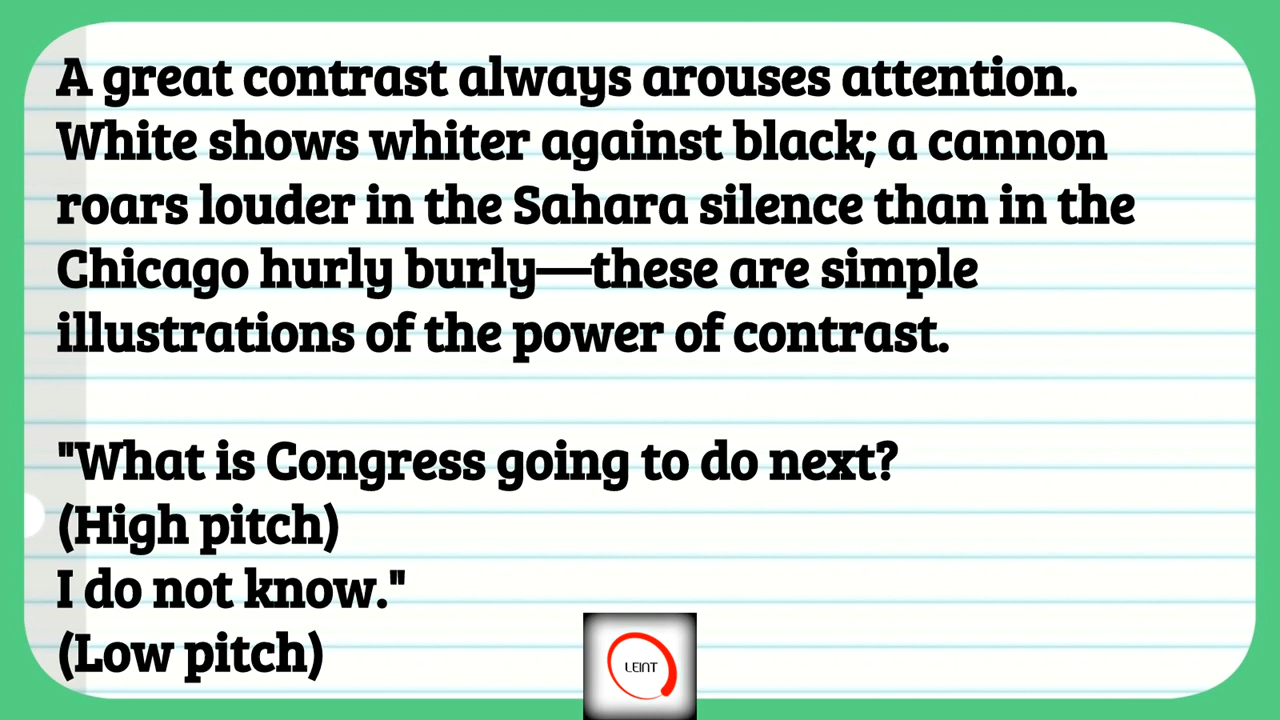 A great contrast always arouses attention.
White shows whiter against black; a cannon
roars louder in the Sahara silence than in the
Chicago hurly burly—these are simple
illustrations of the power of contrast.
"What is Congress going to do next?
(High pitch)
I do not know."
(Low pitch)
LEINT